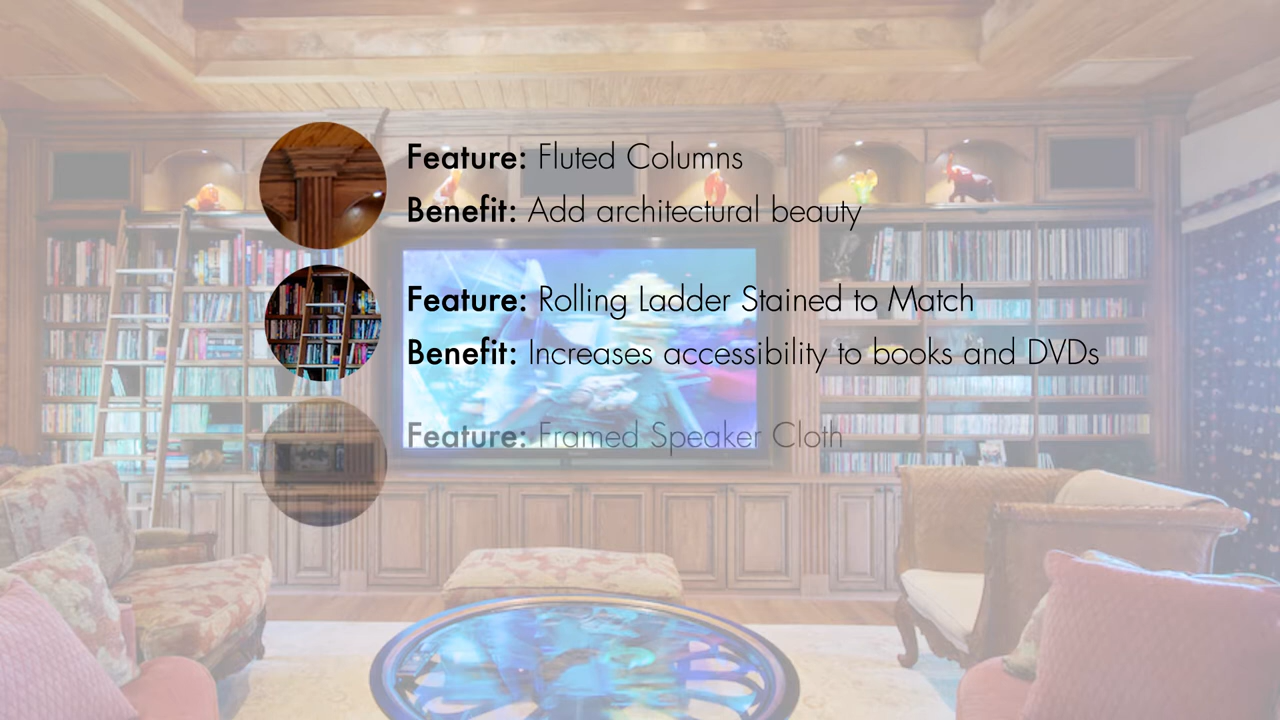 Feature: Fluted Columns
Benefit: Add architectural beauty
Feature: Rolling Ladder Stained to Match
Benefit: Increases accessibility to books and DVDs
Feature: Framed Speaker Cloth